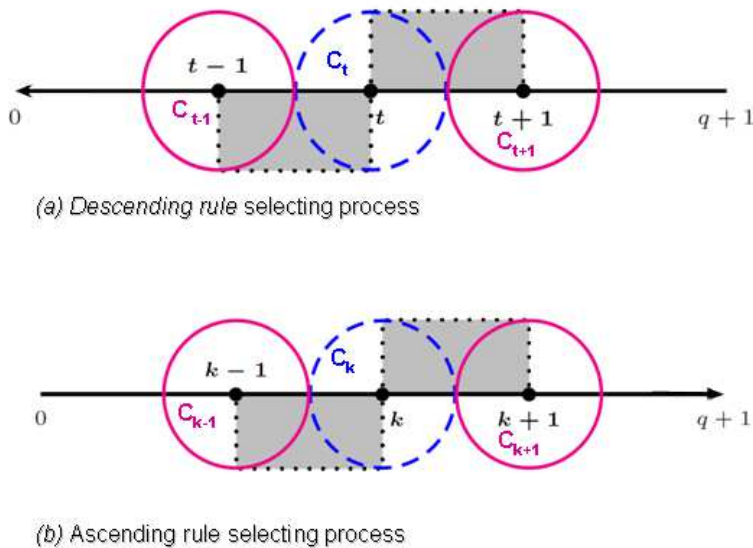 t − 1
C_t
0
C_{t-1}
t
t + 1
C_{t+1}
q + 1
(a) Descending rule selecting process
k − 1
C_k
0
C_{k-1}
k
k + 1
C_{k+1}
q + 1
(b) Ascending rule selecting process